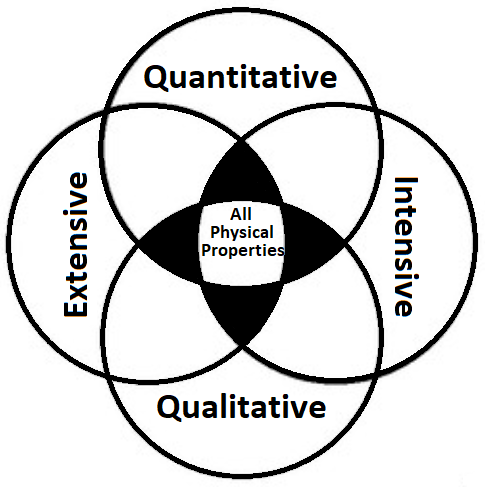 Quantitative
Extensive
All
Physical
Properties
Intensive
Qualitative